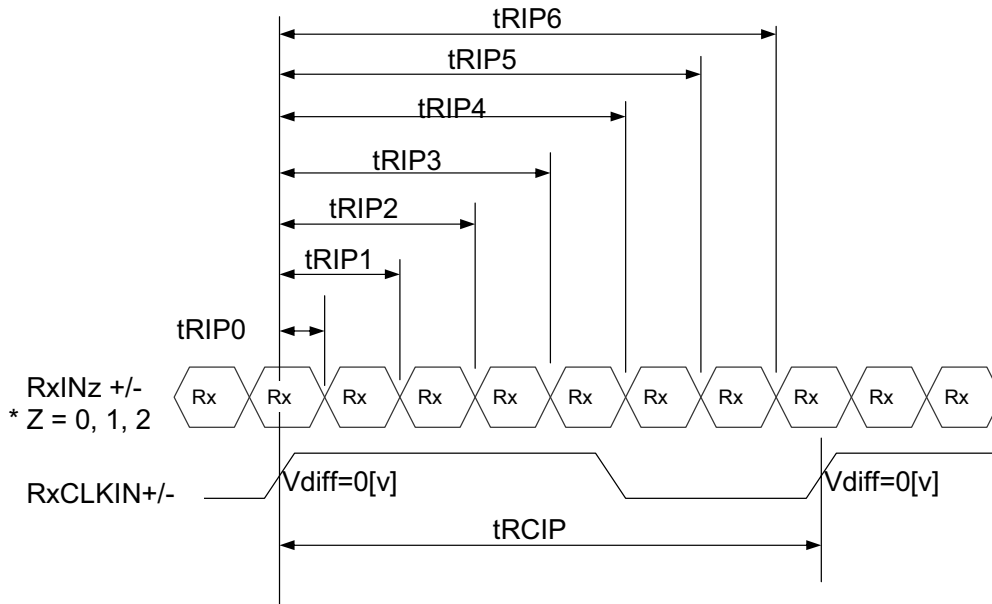 tRIP6
tRIP5
tRIP4
tRIP3
tRIP2
tRIP1
tRIP0
RxINz +/-
* Z = 0, 1, 2
Rx Rx Rx Rx Rx Rx Rx Rx Rx Rx Rx
RxCLKIN+/-
Vdiff=0[v] Vdiff=0[v]
tRCIP